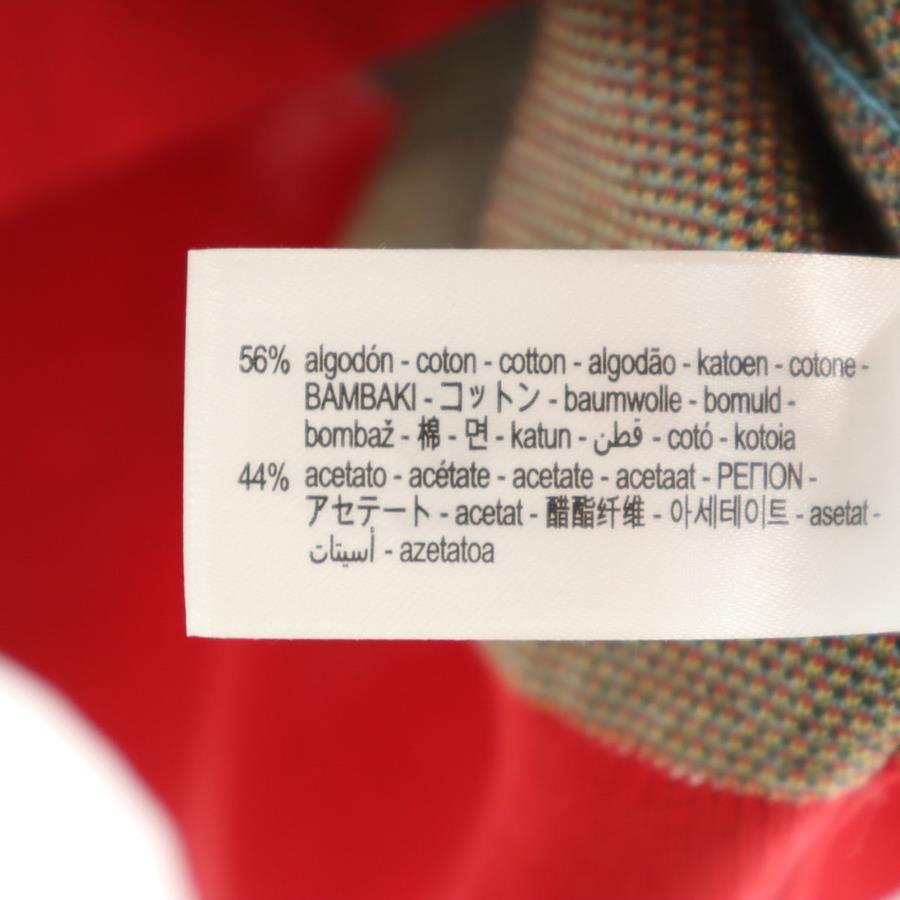 56% algodón - coton - cotton - algodão - katoen - cotone -
BAMBAKI - コットン - baumwolle - bomuld -
bombaž - 棉 - 면 - katun - قطن - cotó - kotoia
44% acetato - acétate - acetate - acetaat - ΡΕΠΙΟΝ -
アセテート - acetat - 醋酯纤维 - 아세테이트 - asetat -
أسيتات - azetatoa